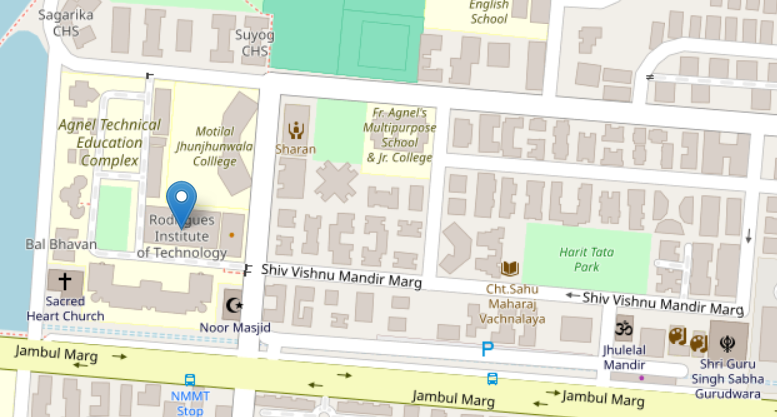 Sagarika
CHS
Suyog
CHS
English
School
Agnel Technical
Education
Complex
Motilal
Jhunjhunwala
Colllege
Sharan
Fr. Agnel's
Multipurpose
School
& Jr. College
Rodrigues
Institute
of Technology
Bal Bhavan
Harit Tata
Park
Shiv Vishnu Mandir Marg
Cht.Sahu
Maharaj
Vachnalaya
Shiv Vishnu Mandir Marg
Sacred
Heart Church
Noor Masjid
ॐ
Jhulelal
Mandir
Shri Guru
Singh Sabha
Gurudwara
P
Jambul Marg
NMMT
Stop
Jambul Marg
Jambul Marg